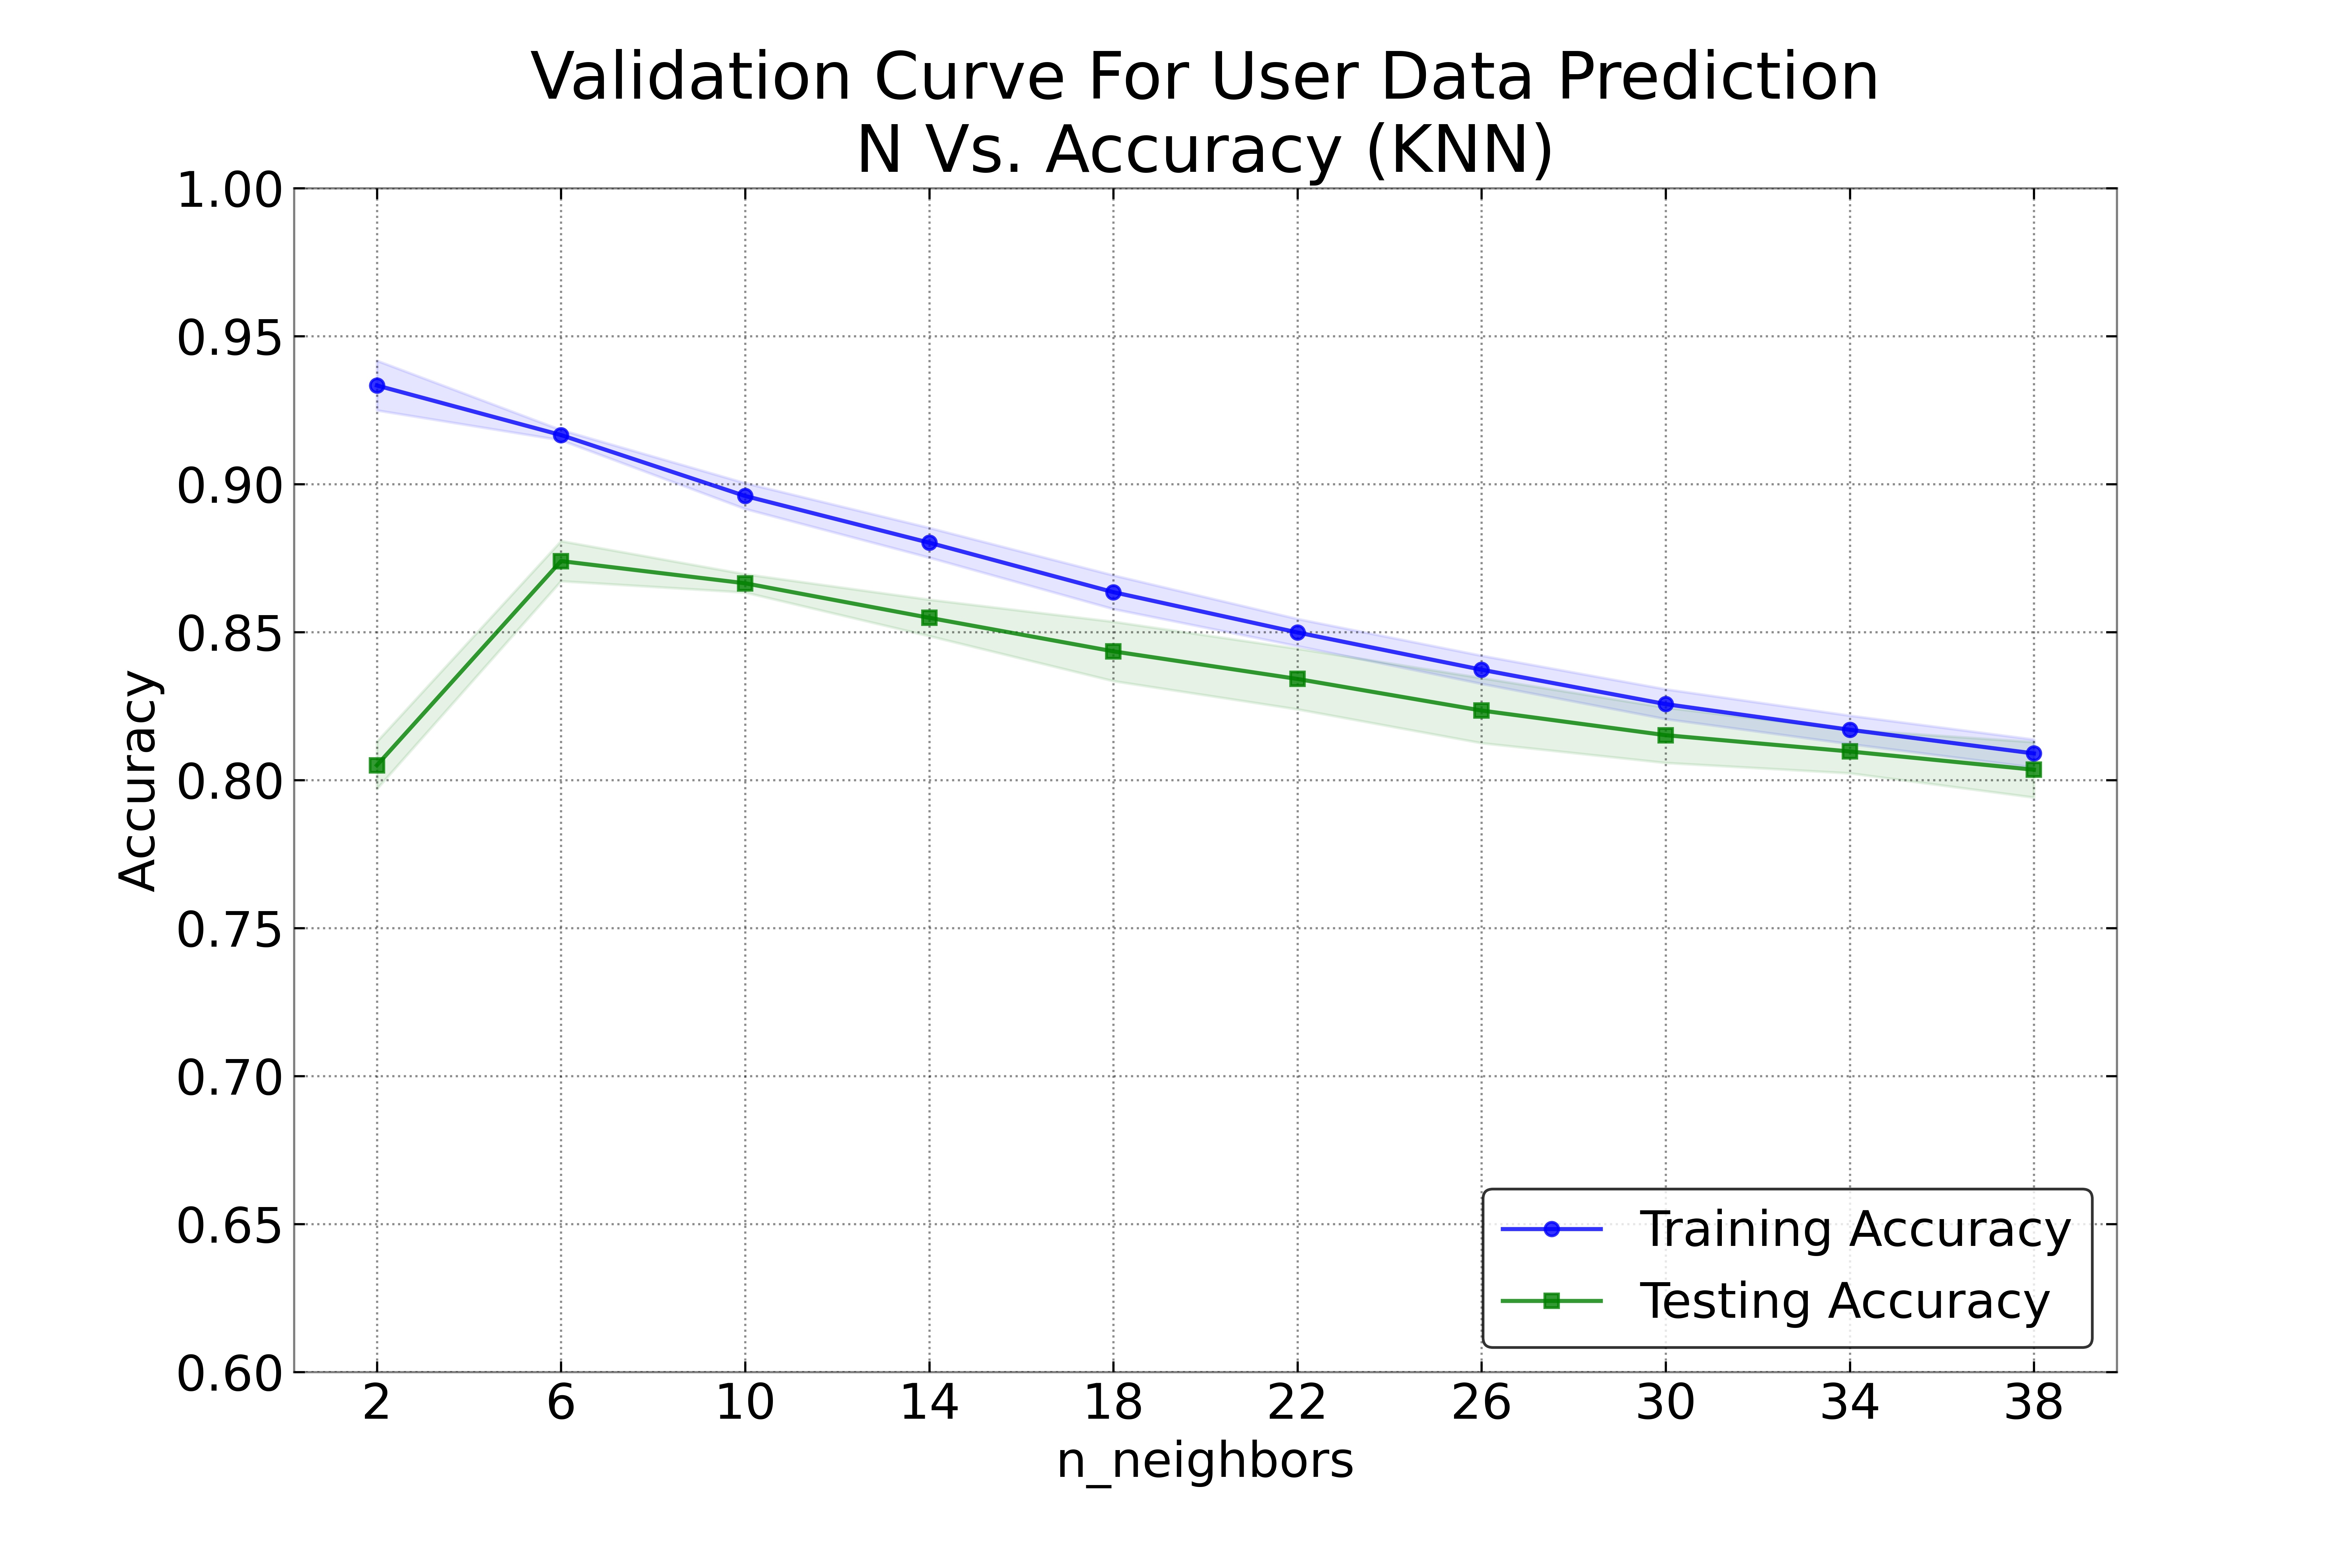 Validation Curve For User Data Prediction
N Vs. Accuracy (KNN)
1.00
0.95
0.90
0.85
0.80
0.75
0.70
0.65
0.60
Accuracy
Training Accuracy
Testing Accuracy
2 6 10 14 18 22 26 30 34 38
n_neighbors